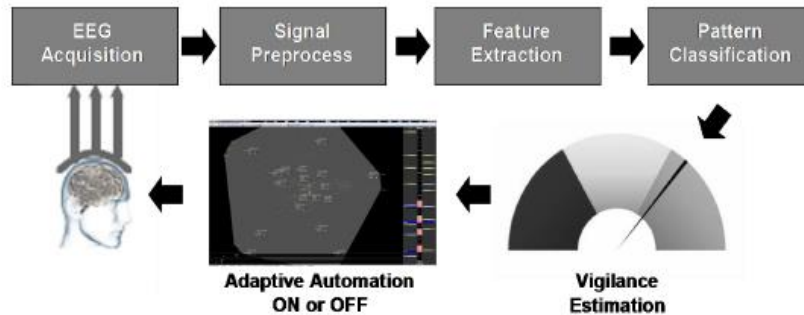 EEG
Acquisition
Signal
Preprocess
Feature
Extraction
Pattern
Classification
Adaptive Automation
ON or OFF
Vigilance
Estimation